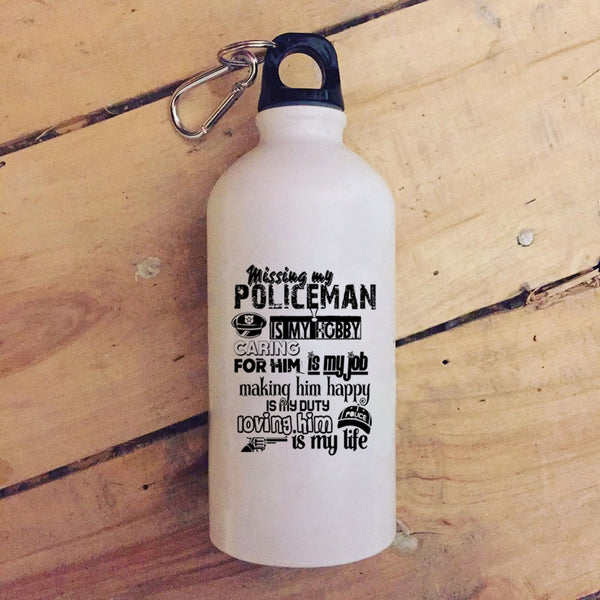 Missing my
POLICEMAN
IS MY HOBBY
CARING
FOR HIM is my job
making him happy
IS MY DUTY
loving him POLICE
is my life